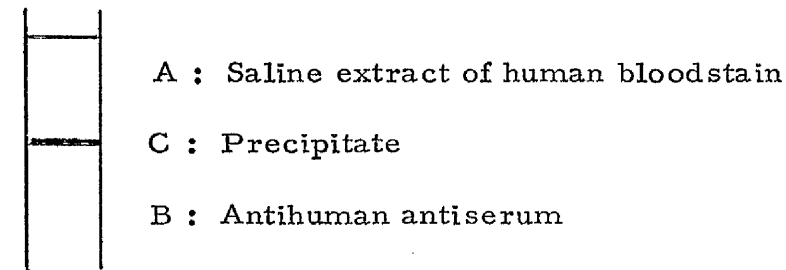 A : Saline extract of human bloodstain
C : Precipitate
B : Antihuman antiserum